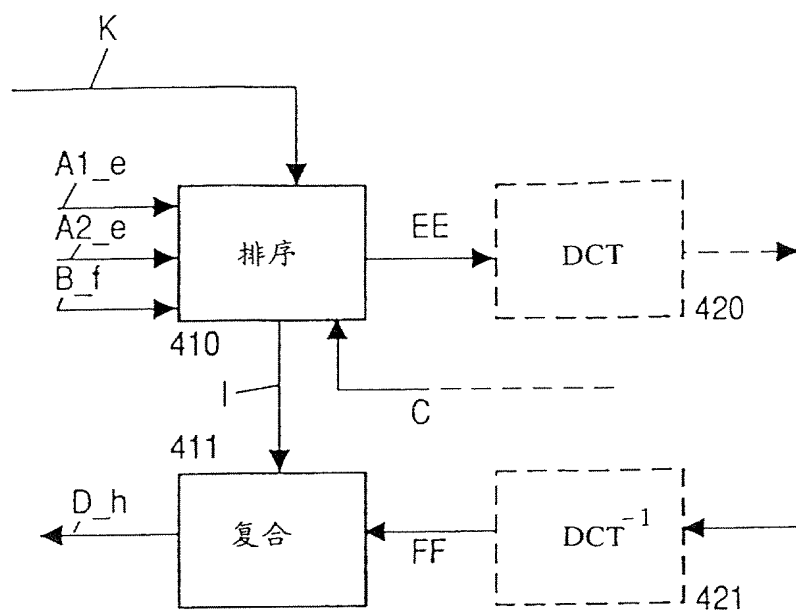 K
A1_e
A2_e
B_f
排序
EE
DCT
410
420
I
C
411
D_h
复合
FF
DCT⁻¹
421